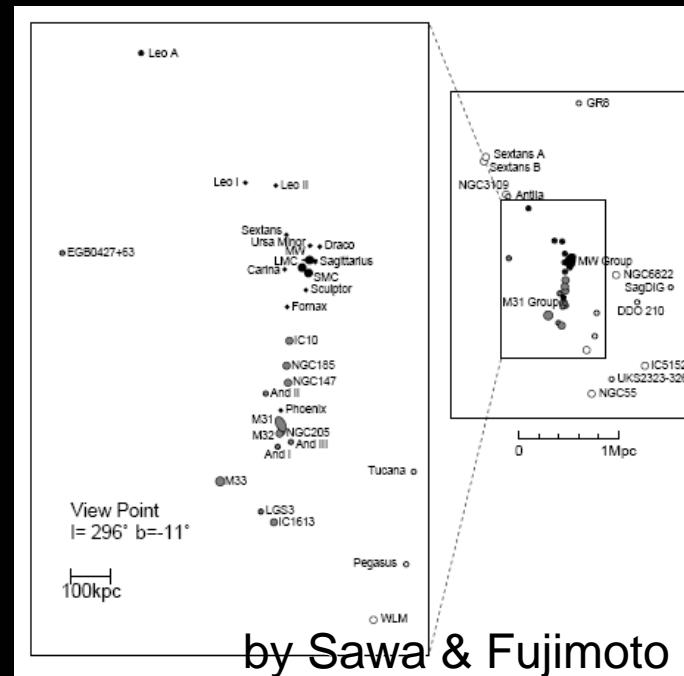 Leo A
Leo I
Leo II
Sextans
Ursa Minor
MW
Draco
LMC
Sagittarius
Carina
SMC
Sculptor
Fornax
EGB0427+63
IC10
NGC185
NGC147
And II
Phoenix
M31
M32
NGC205
And III
And I
M33
Tucana
LGS3
IC1613
View Point
l= 296° b=-11°
Pegasus
100kpc
WLM
GR8
Sextans A
Sextans B
NGC3109
Antlia
MW Group
NGC6822
SagDIG
M31 Group
DDO 210
IC5152
UKS2323-326
NGC55
0 1Mpc
by Sawa & Fujimoto